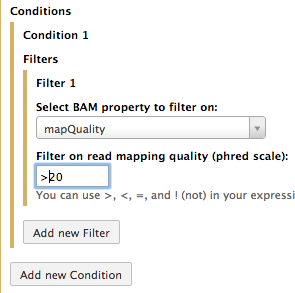 Conditions
Condition 1
Filters
Filter 1
Select BAM property to filter on:
mapQuality
Filter on read mapping quality (phred scale):
>20
You can use >, <, =, and ! (not) in your expressi
Add new Filter
Add new Condition